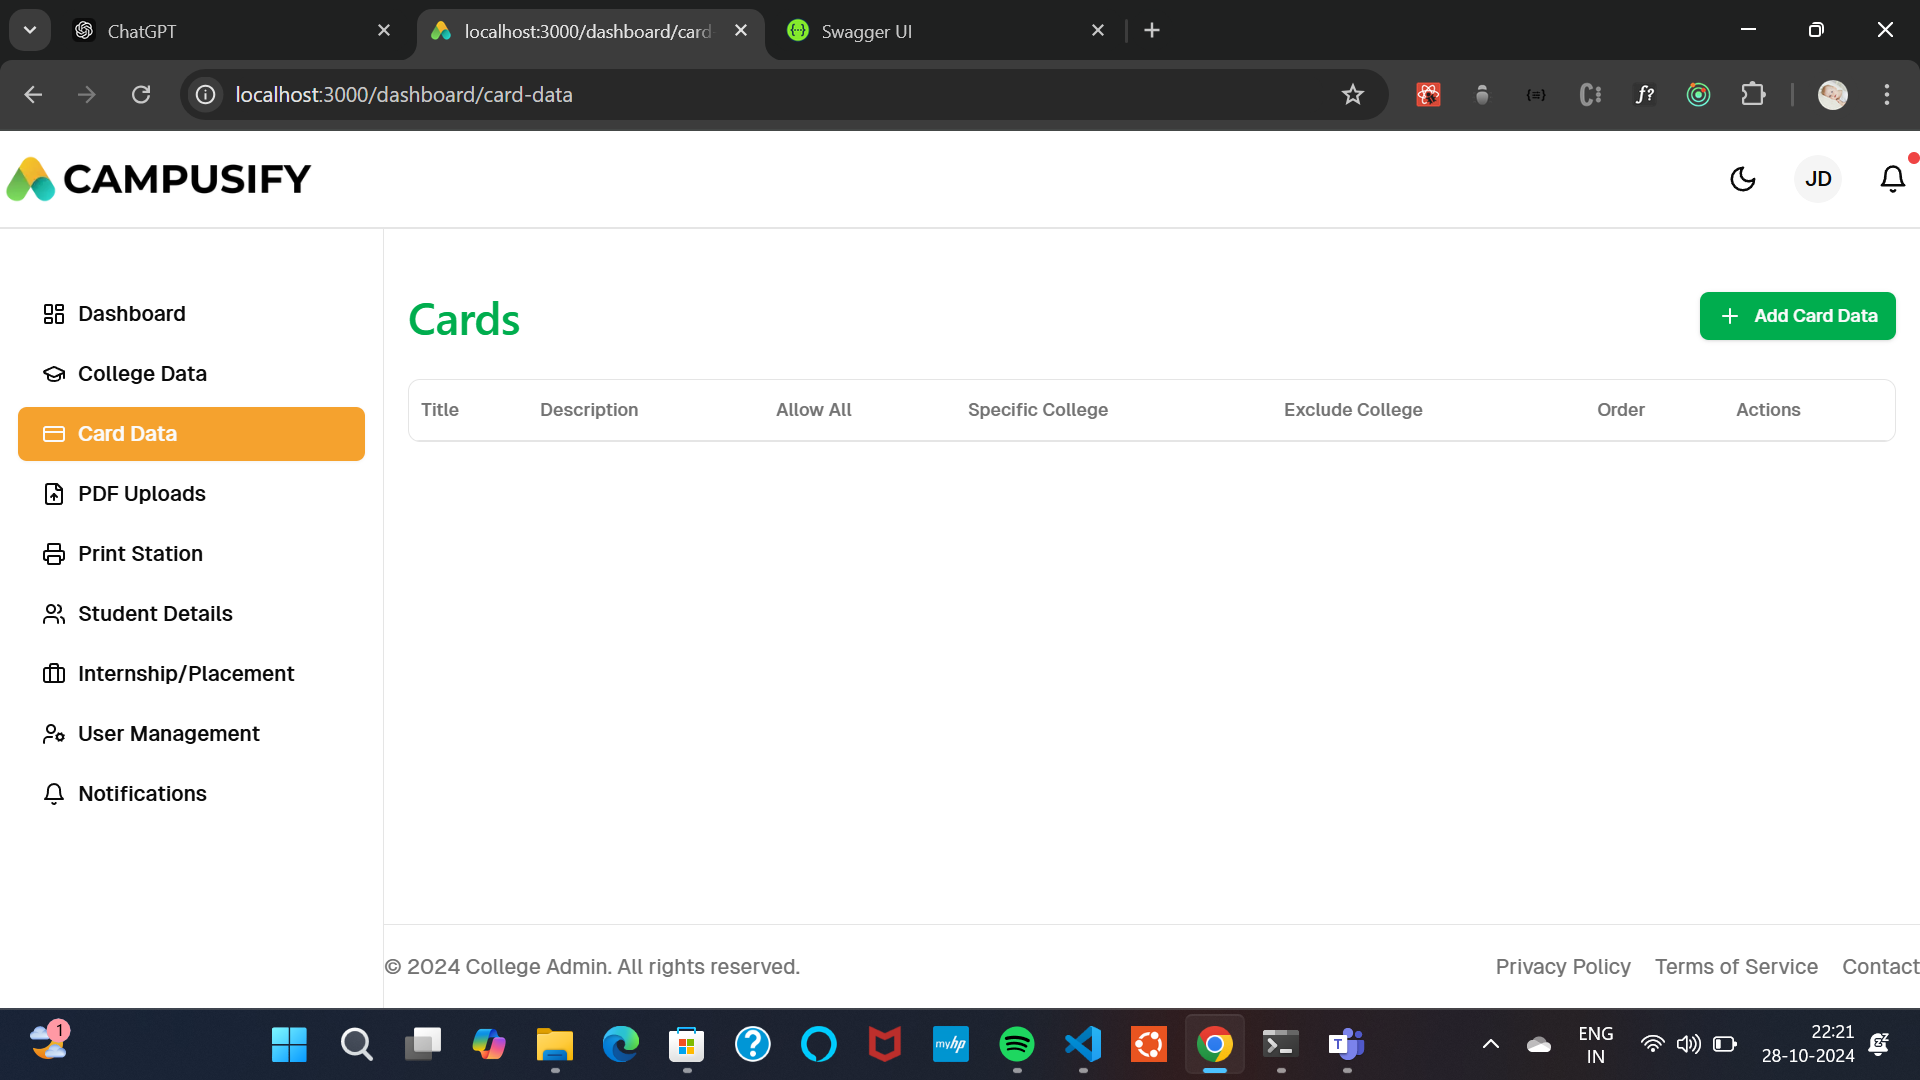 ChatGPT
localhost:3000/dashboard/card
Swagger UI
localhost:3000/dashboard/card-data
f?
CAMPUSIFY
JD
Dashboard
College Data
Card Data
PDF Uploads
Print Station
Student Details
Internship/Placement
User Management
Notifications
Cards
+ Add Card Data
Title Description Allow All Specific College Exclude College Order Actions
© 2024 College Admin. All rights reserved.
Privacy Policy Terms of Service Contact
1
?
myhp
T
ENG
IN
22:21
28-10-2024